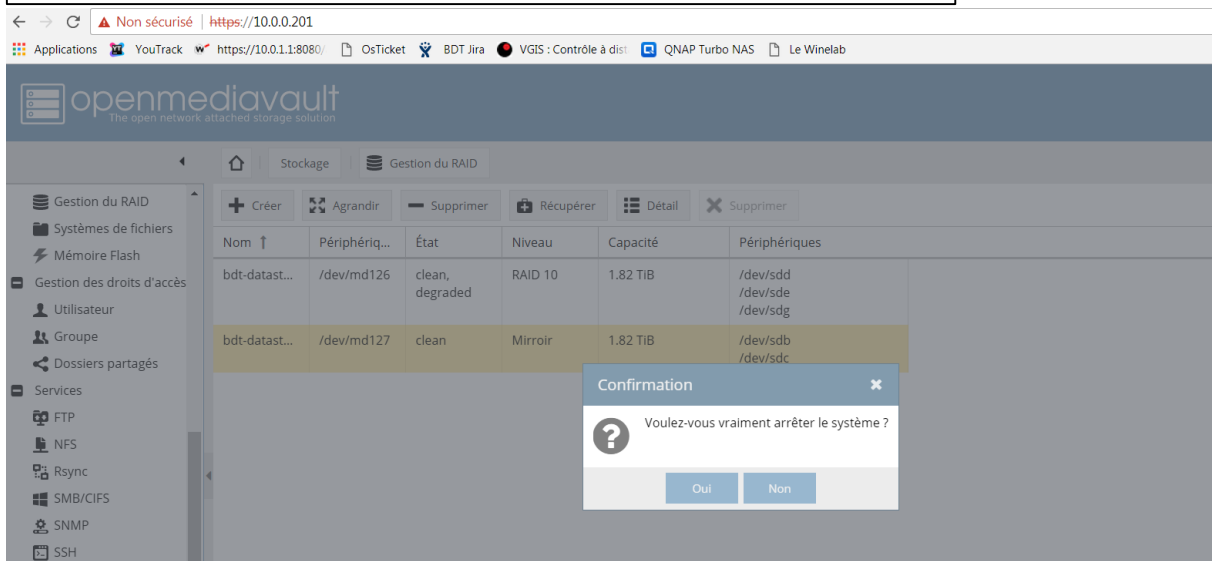 Non sécurisé | https://10.0.0.201
Applications YouTrack https://10.0.1.1:8080/ OsTicket BDT Jira VGIS : Contrôle à dist QNAP Turbo NAS Le Winelab
openmediavault
The open network attached storage solution
Stockage Gestion du RAID
Gestion du RAID
Systèmes de fichiers
Mémoire Flash
Gestion des droits d'accès
Utilisateur
Groupe
Dossiers partagés
Services
FTP
NFS
Rsync
SMB/CIFS
SNMP
SSH
Créer Agrandir Supprimer Récupérer Détail Supprimer
Nom Périphériq... État Niveau Capacité Périphériques
bdt-datast... /dev/md126 clean, degraded RAID 10 1.82 TiB /dev/sdd
/dev/sde
/dev/sdg
bdt-datast... /dev/md127 clean Mirroir 1.82 TiB /dev/sdb
/dev/sdc
Confirmation
Voulez-vous vraiment arrêter le système ?
Oui Non